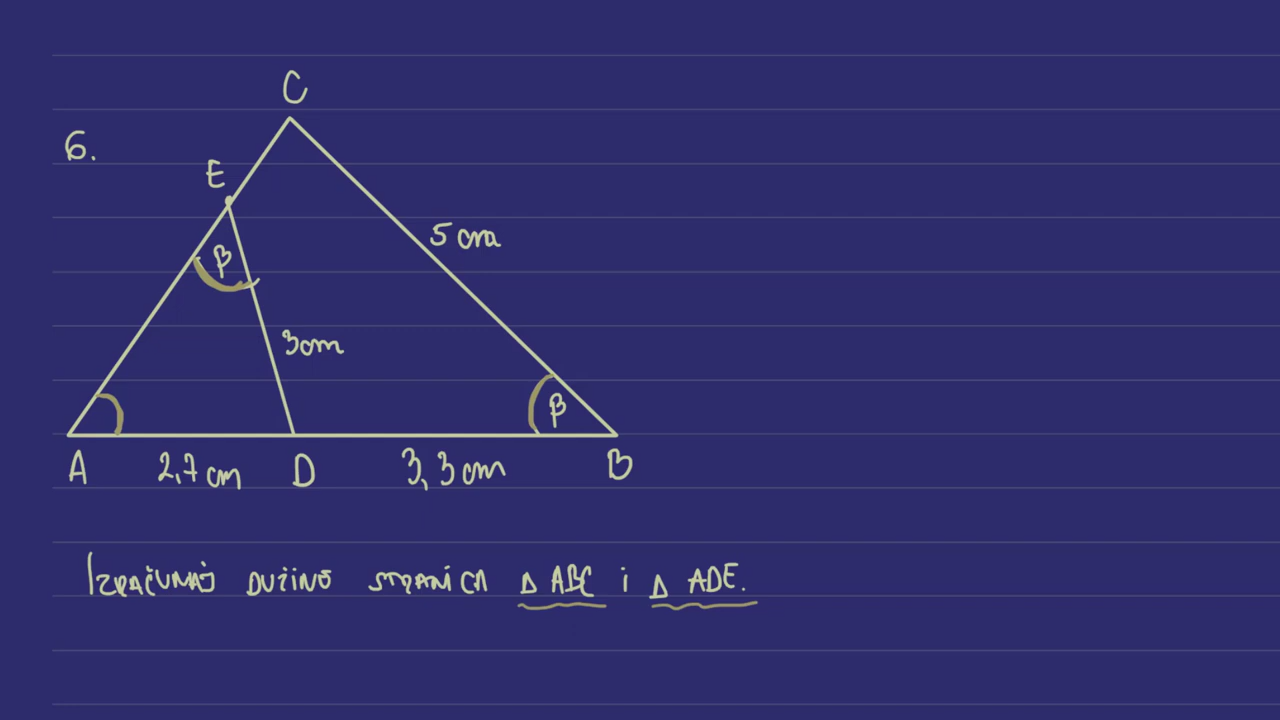 C
6.
E
β
5 cm
3cm
β
A 2,7 cm D 3,3 cm B
IZRAČUNAJ DUŽINE STRANICA Δ ABC i Δ ADE.